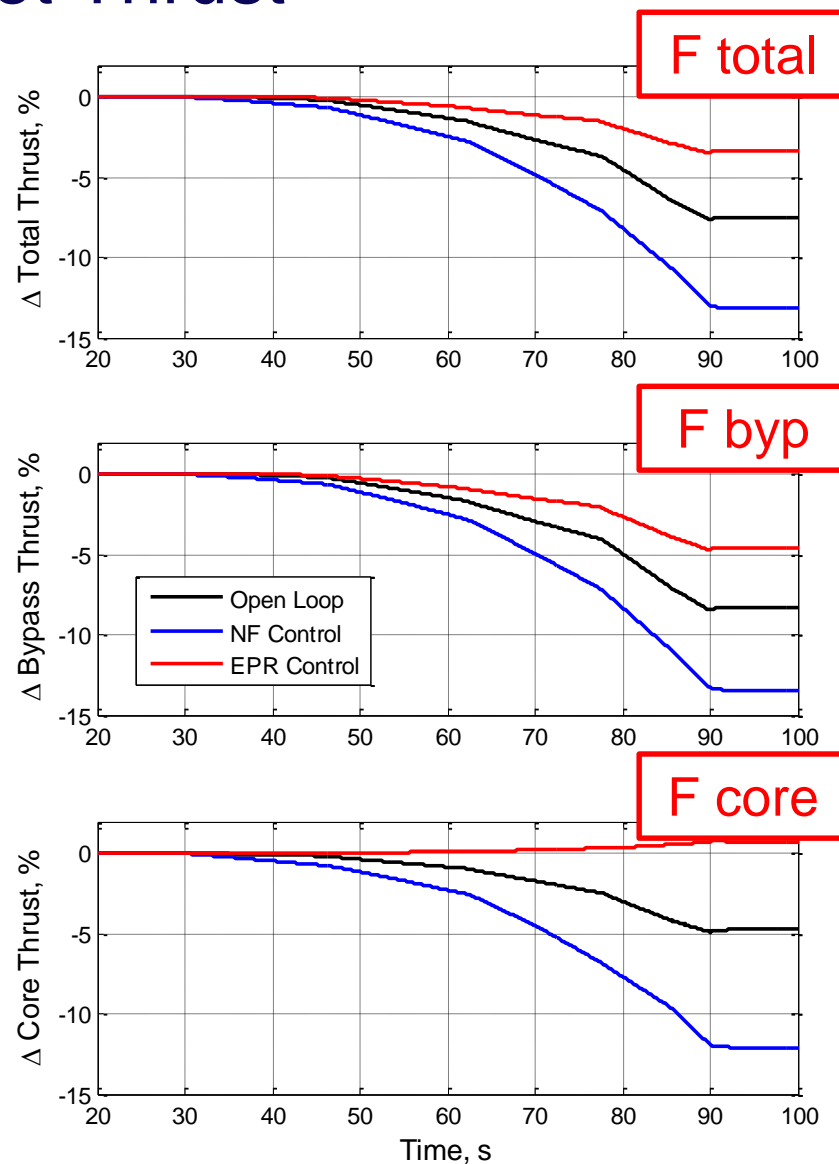 Thrust
F total
Δ Total Thrust, %
0
-5
-10
-15
20 30 40 50 60 70 80 90 100
F byp
Δ Bypass Thrust, %
0
-5
-10
-15
Open Loop
NF Control
EPR Control
20 30 40 50 60 70 80 90 100
F core
Δ Core Thrust, %
0
-5
-10
-15
20 30 40 50 60 70 80 90 100
Time, s